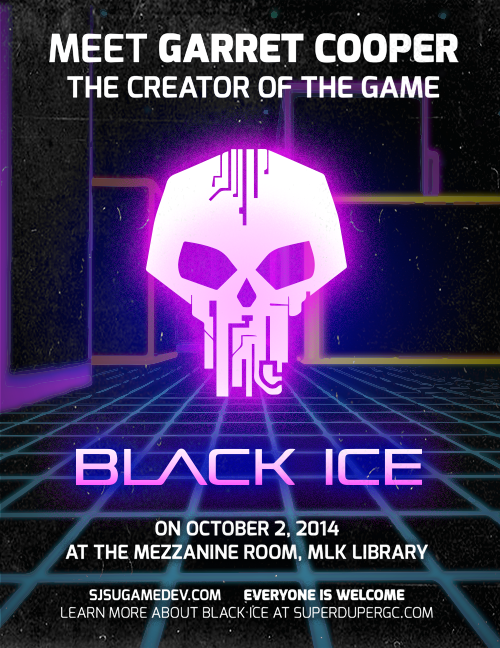 MEET GARRET COOPER
THE CREATOR OF THE GAME
BLACK ICE
ON OCTOBER 2, 2014
AT THE MEZZANINE ROOM, MLK LIBRARY
SJSUGAMEDEV.COM EVERYONE IS WELCOME
LEARN MORE ABOUT BLACK ICE AT SUPERDUPERGC.COM